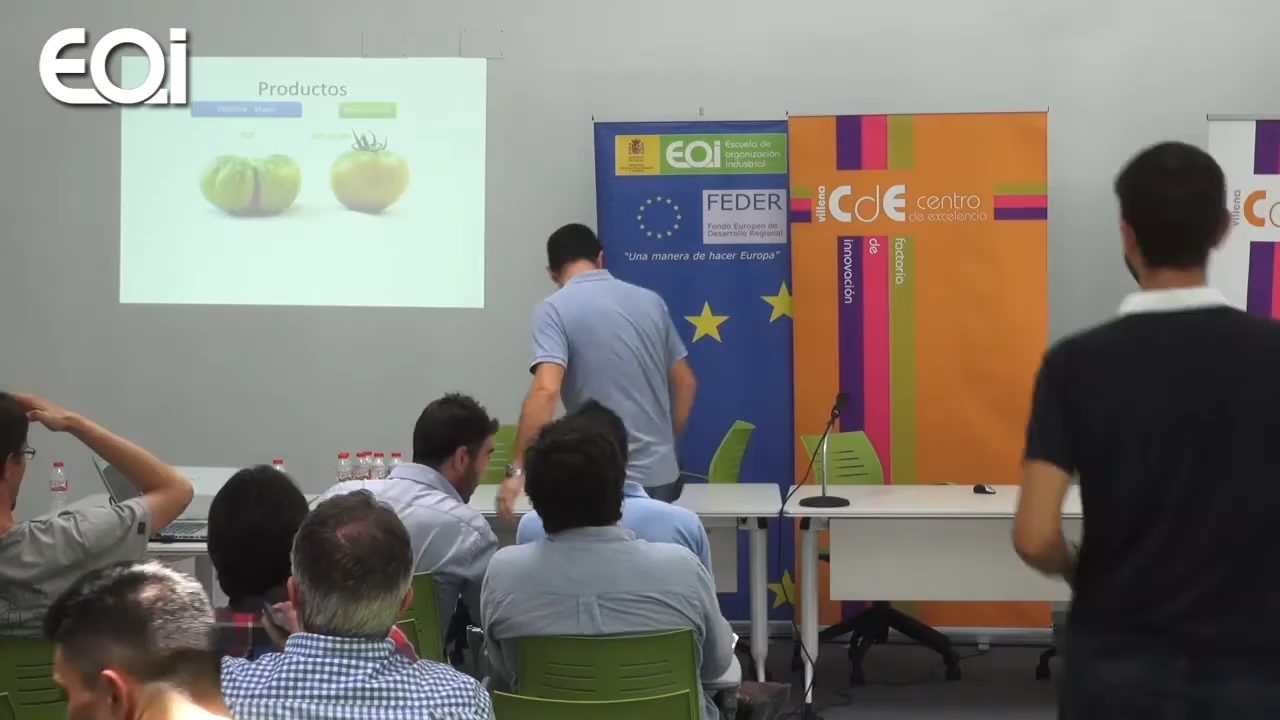 EOi
Productos
EOi Escuela de
organización
industrial
FEDER
Fondo Europeo de
Desarrollo Regional
"Una manera de hacer Europa"
villena
CdE centro
de excelencia
innovación
de
factoría
villena